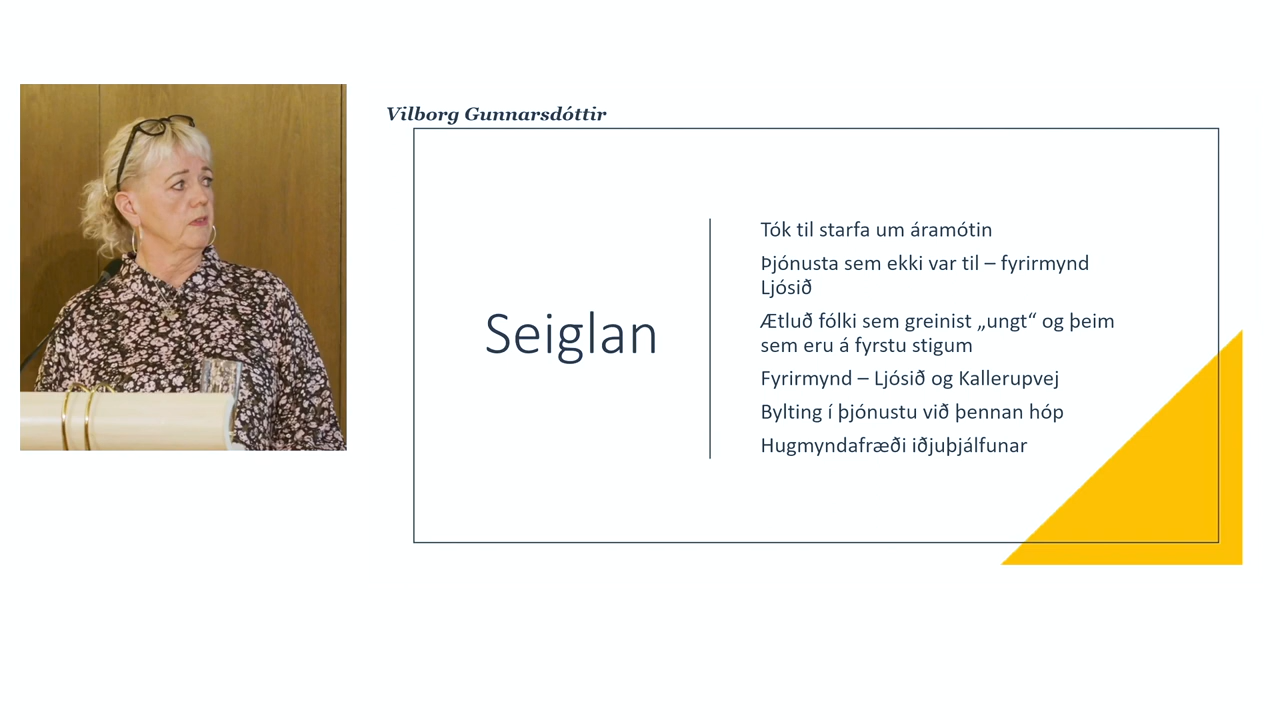 Vilborg Gunnarsdóttir
Seiglan
Tók til starfa um áramótin
Þjónusta sem ekki var til – fyrirmynd
Ljósið
Ætluð fólki sem greinist „ungt“ og þeim
sem eru á fyrstu stigum
Fyrirmynd – Ljósið og Kallerupvej
Bylting í þjónustu við þennan hóp
Hugmyndafræði iðjuþjálfunar